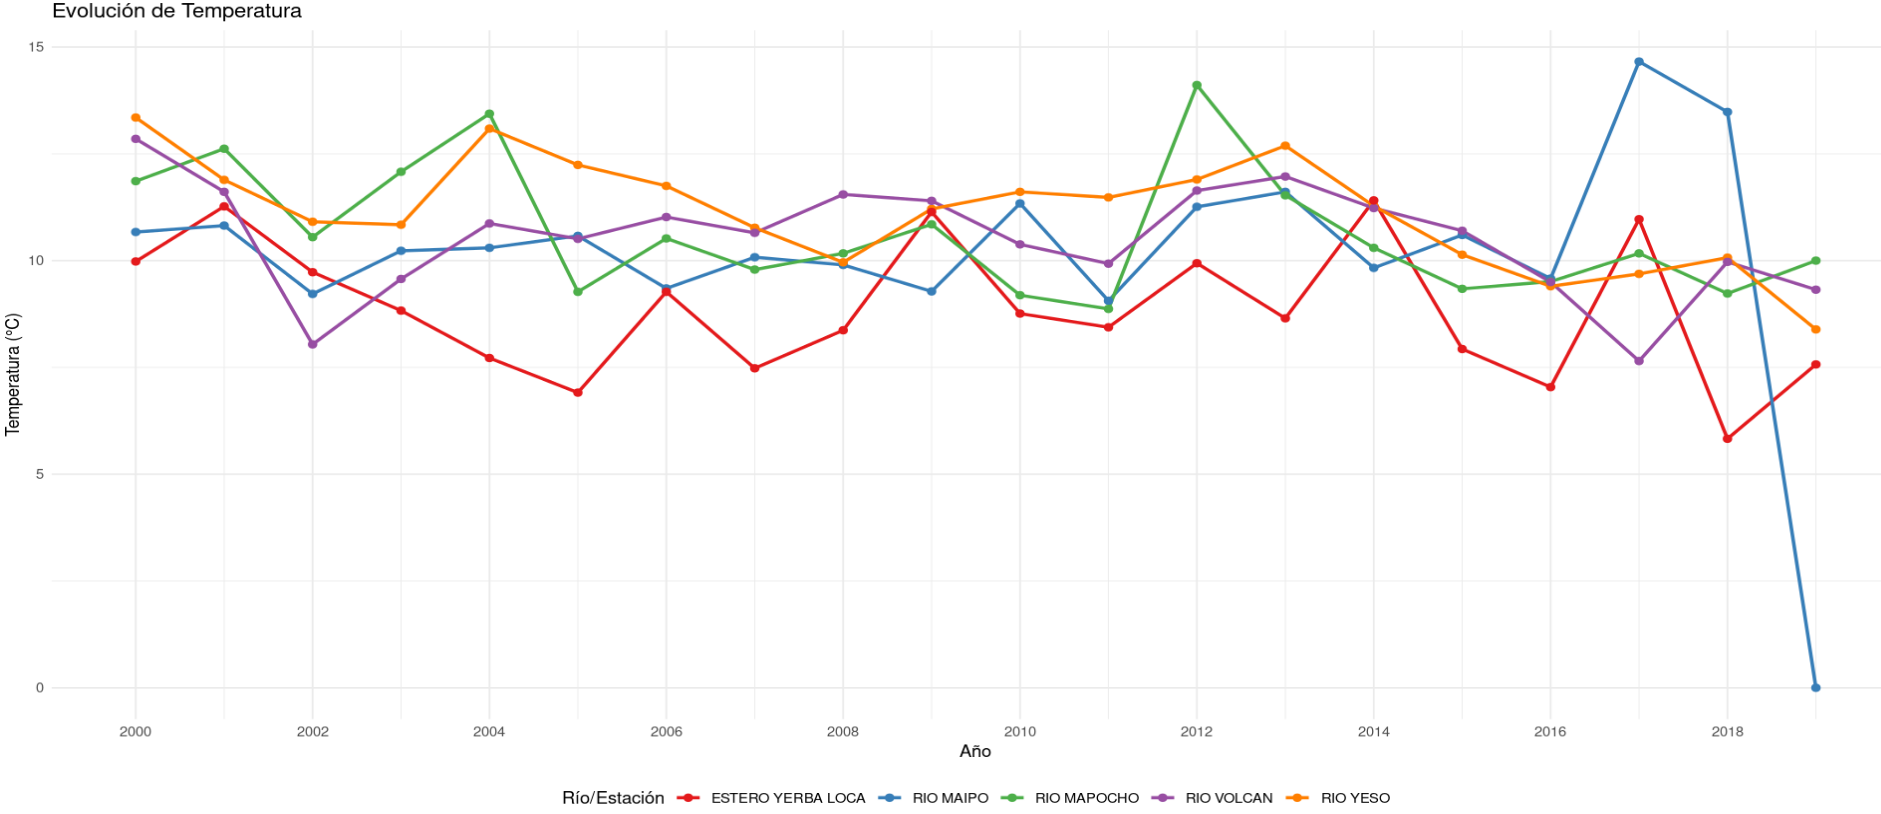 Evolución de Temperatura
15
10
5
0
Temperatura (°C)
2000 2002 2004 2006 2008 2010 2012 2014 2016 2018
Año
Río/Estación ESTERO YERBA LOCA RIO MAIPO RIO MAPOCHO RIO VOLCAN RIO YESO